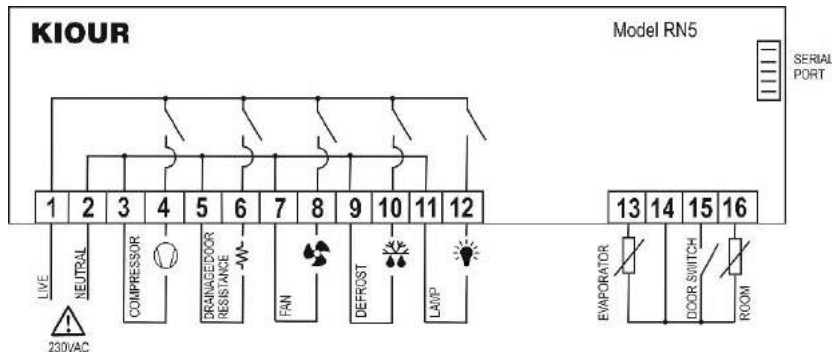 KIOUR
Model RN5
SERIAL
PORT
1 2 3 4 5 6 7 8 9 10 11 12
13 14 15 16
LIVE
NEUTRAL
COMPRESSOR
DRAINAGE/DOOR
RESISTANCE
FAN
DEFROST
LAMP
EVAPORATOR
DOOR SWITCH
ROOM
230VAC